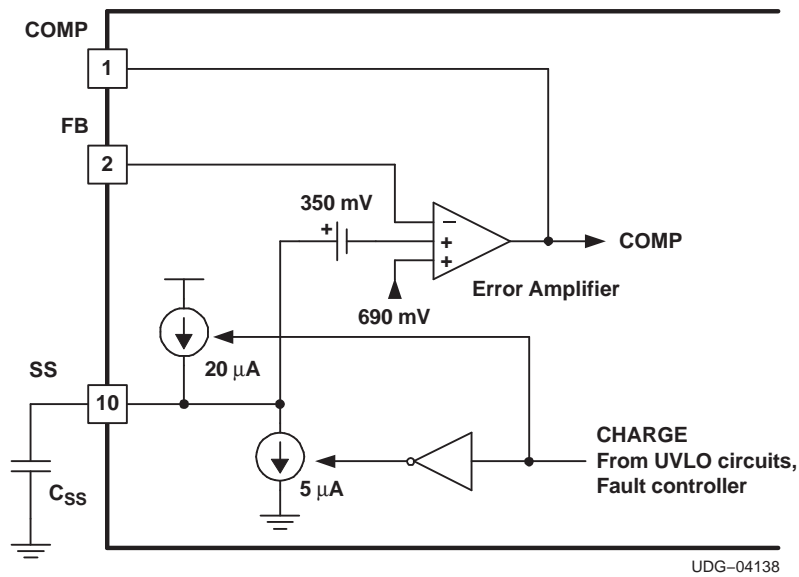 COMP
1
FB
2
350 mV
+
−
+
+
COMP
Error Amplifier
690 mV
20 μA
SS
10
CHARGE
From UVLO circuits,
Fault controller
5 μA
CSS
UDG−04138